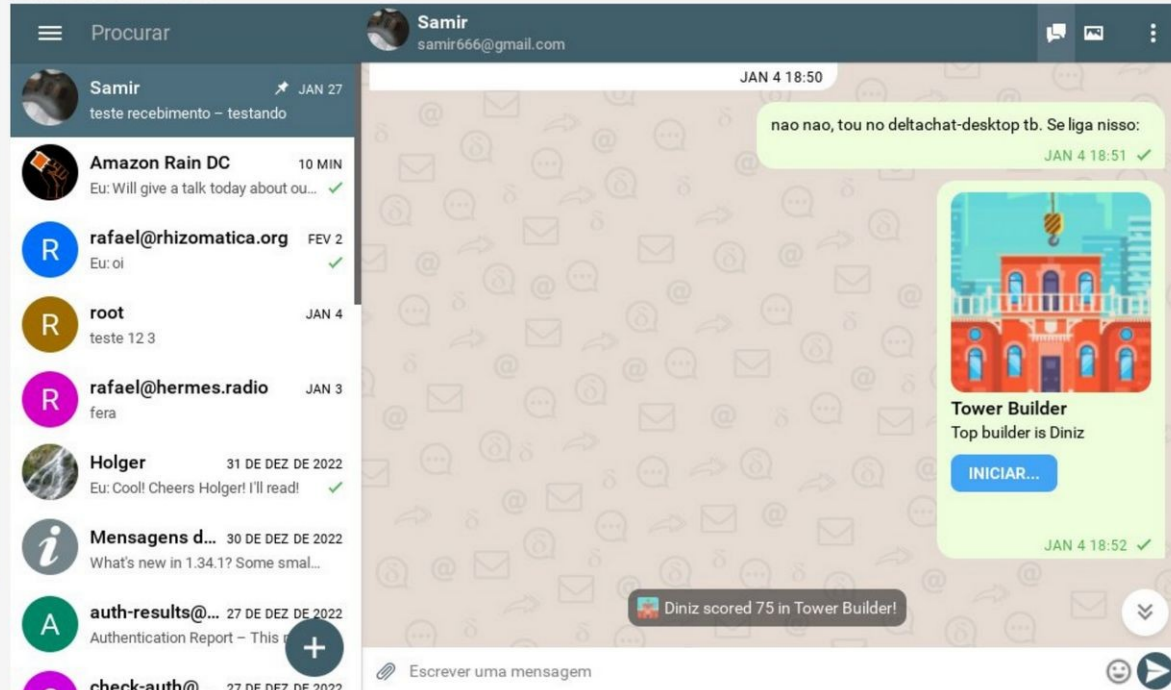 Procurar
Samir
JAN 27
teste recebimento – testando
Amazon Rain DC
10 MIN
Eu: Will give a talk today about ou...
R
rafael@rhizomatica.org
FEV 2
Eu: oi
R
root
JAN 4
teste 12 3
R
rafael@hermes.radio
JAN 3
fera
Holger
31 DE DEZ DE 2022
Eu: Cool! Cheers Holger! I'll read!
i
Mensagens d...
30 DE DEZ DE 2022
What's new in 1.34.1? Some smal...
A
auth-results@...
27 DE DEZ DE 2022
Authentication Report – This
+
check-auth@
27 DE DEZ DE 2022
Samir
samir666@gmail.com
JAN 4 18:50
nao nao, tou no deltachat-desktop tb. Se liga nisso:
JAN 4 18:51
Tower Builder
Top builder is Diniz
INICIAR...
JAN 4 18:52
Diniz scored 75 in Tower Builder!
Escrever uma mensagem